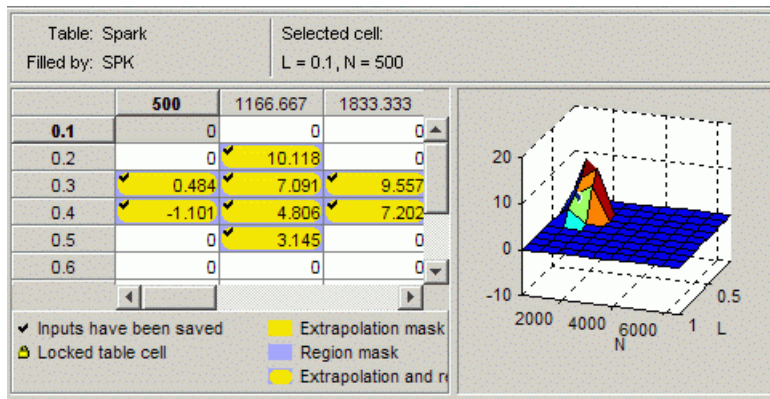 Table: Spark
Filled by: SPK
Selected cell:
L = 0.1, N = 500
500 1166.667 1833.333
0.1 0 0 0
0.2 0 10.118 0
0.3 0.484 7.091 9.557
0.4 -1.101 4.806 7.202
0.5 0 3.145 0
0.6 0 0 0
Inputs have been saved
Locked table cell
Extrapolation mask
Region mask
Extrapolation and re
20
10
0
-10
2000 4000 6000
N
1 0.5
L